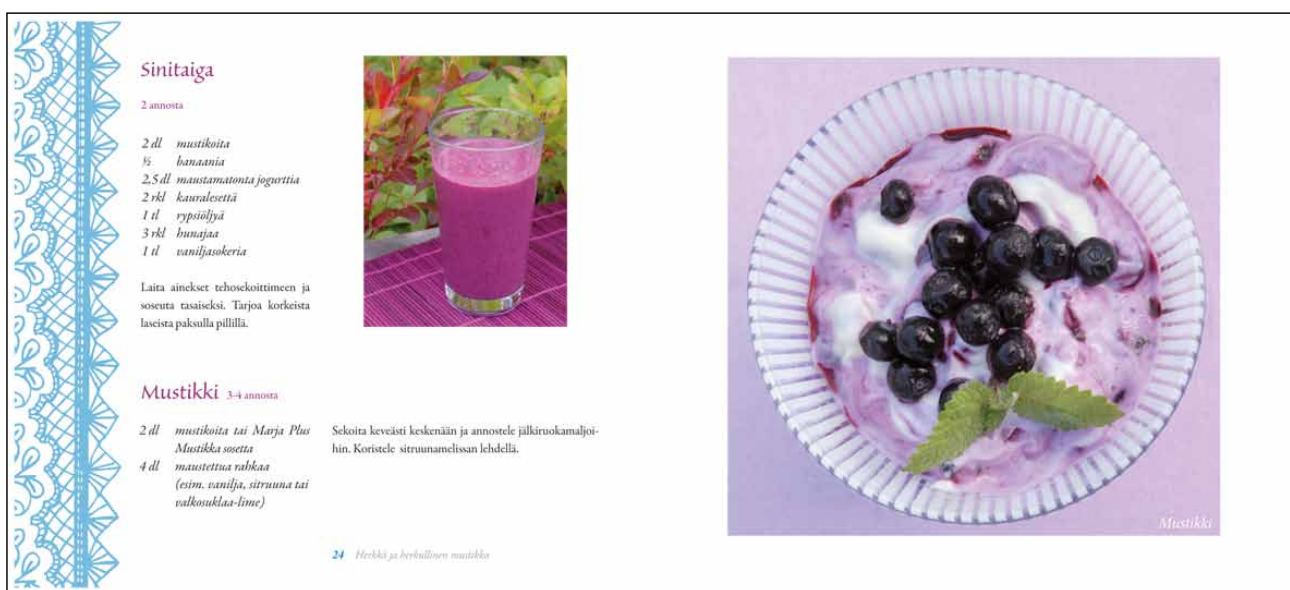 Sinitaiga
2 annosta
2 dl mustikoita
½ banaania
2,5 dl maustamatonta jogurttia
2 rkl kauralesettä
1 tl rypsiöljyä
3 rkl hunajaa
1 tl vaniljasokeria
Laita ainekset tehosekoittimeen ja
soseuta tasaiseksi. Tarjoa korkeista
laseista paksulla pillillä.
Mustikki 3-4 annosta
2 dl mustikoita tai Marja Plus
Mustikka sosetta
4 dl maustettua rahkaa
(esim. vanilja, sitruuna tai
valkosuklaa-lime)
Sekoita keveästi keskenään ja annostele jälkiruokamaljoi-
hin. Koristele sitruunamelissan lehdellä.
24 Herkkä ja herkullinen mustikka
Mustikki